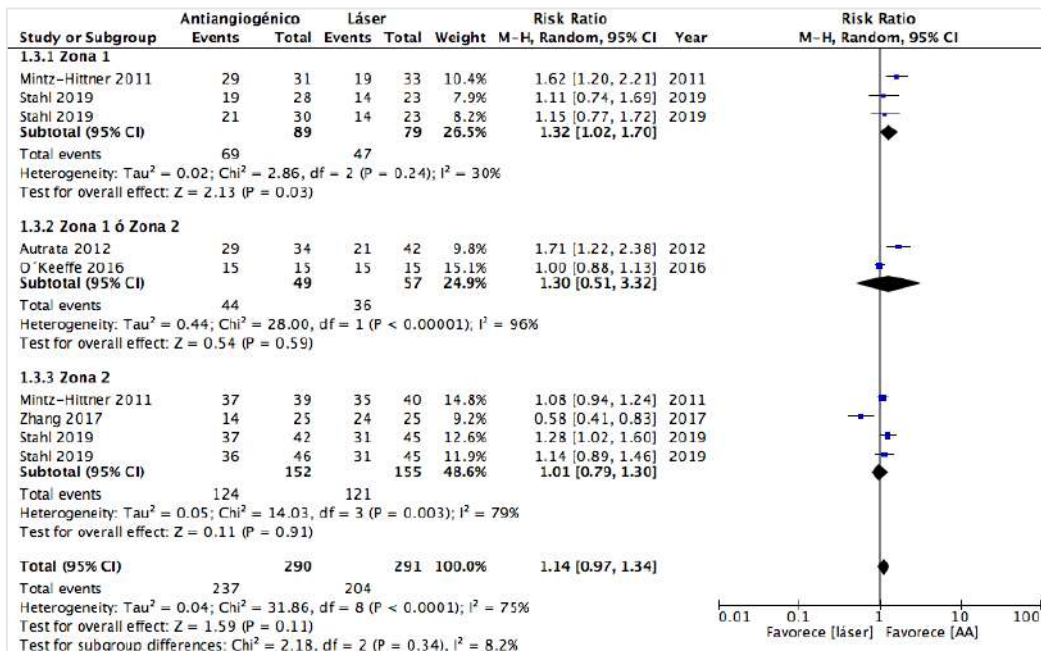 Antiangiogénico Láser Risk Ratio Risk Ratio
Study or Subgroup Events Total Events Total Weight M-H, Random, 95% CI Year M-H, Random, 95% CI
1.3.1 Zona 1
Mintz-Hittner 2011 29 31 19 33 10.4% 1.62 [1.20, 2.21] 2011
Stahl 2019 19 28 14 23 7.9% 1.11 [0.74, 1.69] 2019
Stahl 2019 21 30 14 23 8.2% 1.15 [0.77, 1.72] 2019
Subtotal (95% CI) 89 79 26.5% 1.32 [1.02, 1.70]
Total events 69 47
Heterogeneity: Tau² = 0.02; Chi² = 2.86, df = 2 (P = 0.24); I² = 30%
Test for overall effect: Z = 2.13 (P = 0.03)
1.3.2 Zona 1 ó Zona 2
Autrata 2012 29 34 21 42 9.8% 1.71 [1.22, 2.38] 2012
O´Keeffe 2016 15 15 15 15 15.1% 1.00 [0.88, 1.13] 2016
Subtotal (95% CI) 49 57 24.9% 1.30 [0.51, 3.32]
Total events 44 36
Heterogeneity: Tau² = 0.44; Chi² = 28.00, df = 1 (P < 0.00001); I² = 96%
Test for overall effect: Z = 0.54 (P = 0.59)
1.3.3 Zona 2
Mintz-Hittner 2011 37 39 35 40 14.8% 1.08 [0.94, 1.24] 2011
Zhang 2017 14 25 24 25 9.2% 0.58 [0.41, 0.83] 2017
Stahl 2019 37 42 31 45 12.6% 1.28 [1.02, 1.60] 2019
Stahl 2019 36 46 31 45 11.9% 1.14 [0.89, 1.46] 2019
Subtotal (95% CI) 152 155 48.6% 1.01 [0.79, 1.30]
Total events 124 121
Heterogeneity: Tau² = 0.05; Chi² = 14.03, df = 3 (P = 0.003); I² = 79%
Test for overall effect: Z = 0.11 (P = 0.91)
Total (95% CI) 290 291 100.0% 1.14 [0.97, 1.34]
Total events 237 204
Heterogeneity: Tau² = 0.04; Chi² = 31.86, df = 8 (P < 0.0001); I² = 75%
Test for overall effect: Z = 1.59 (P = 0.11)
Test for subgroup differences: Chi² = 2.18, df = 2 (P = 0.34), I² = 8.2%
0.01 0.1 1 10 100
Favorece [láser] Favorece [AA]